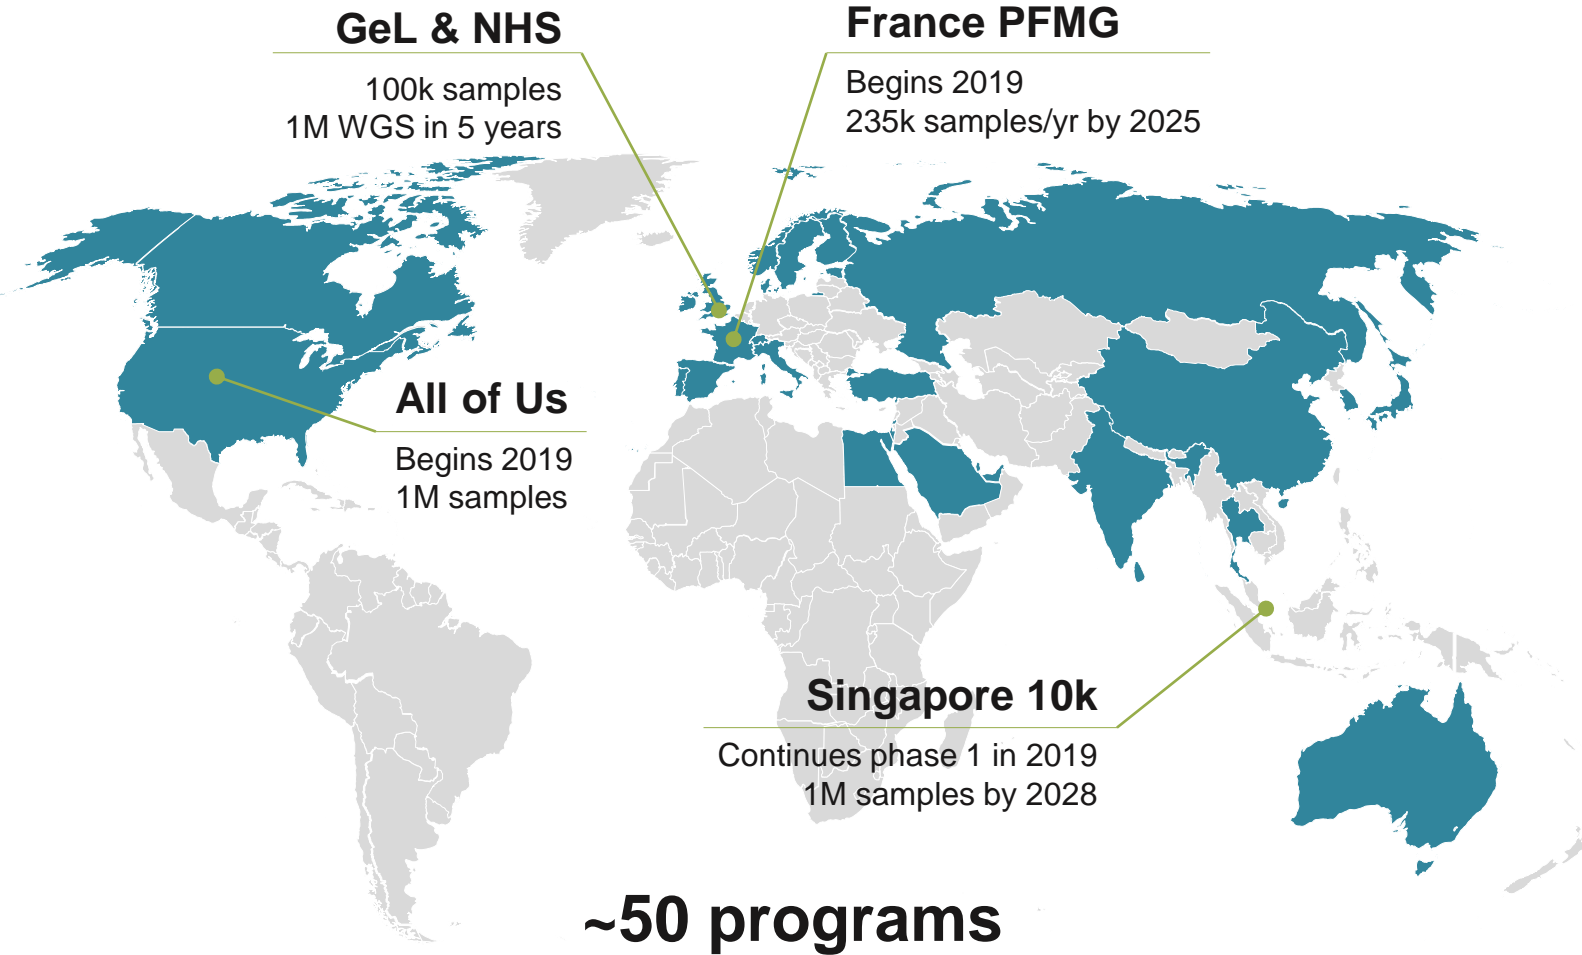 GeL & NHS
100k samples
1M WGS in 5 years
France PFMG
Begins 2019
235k samples/yr by 2025
All of Us
Begins 2019
1M samples
Singapore 10k
Continues phase 1 in 2019
1M samples by 2028
~50 programs